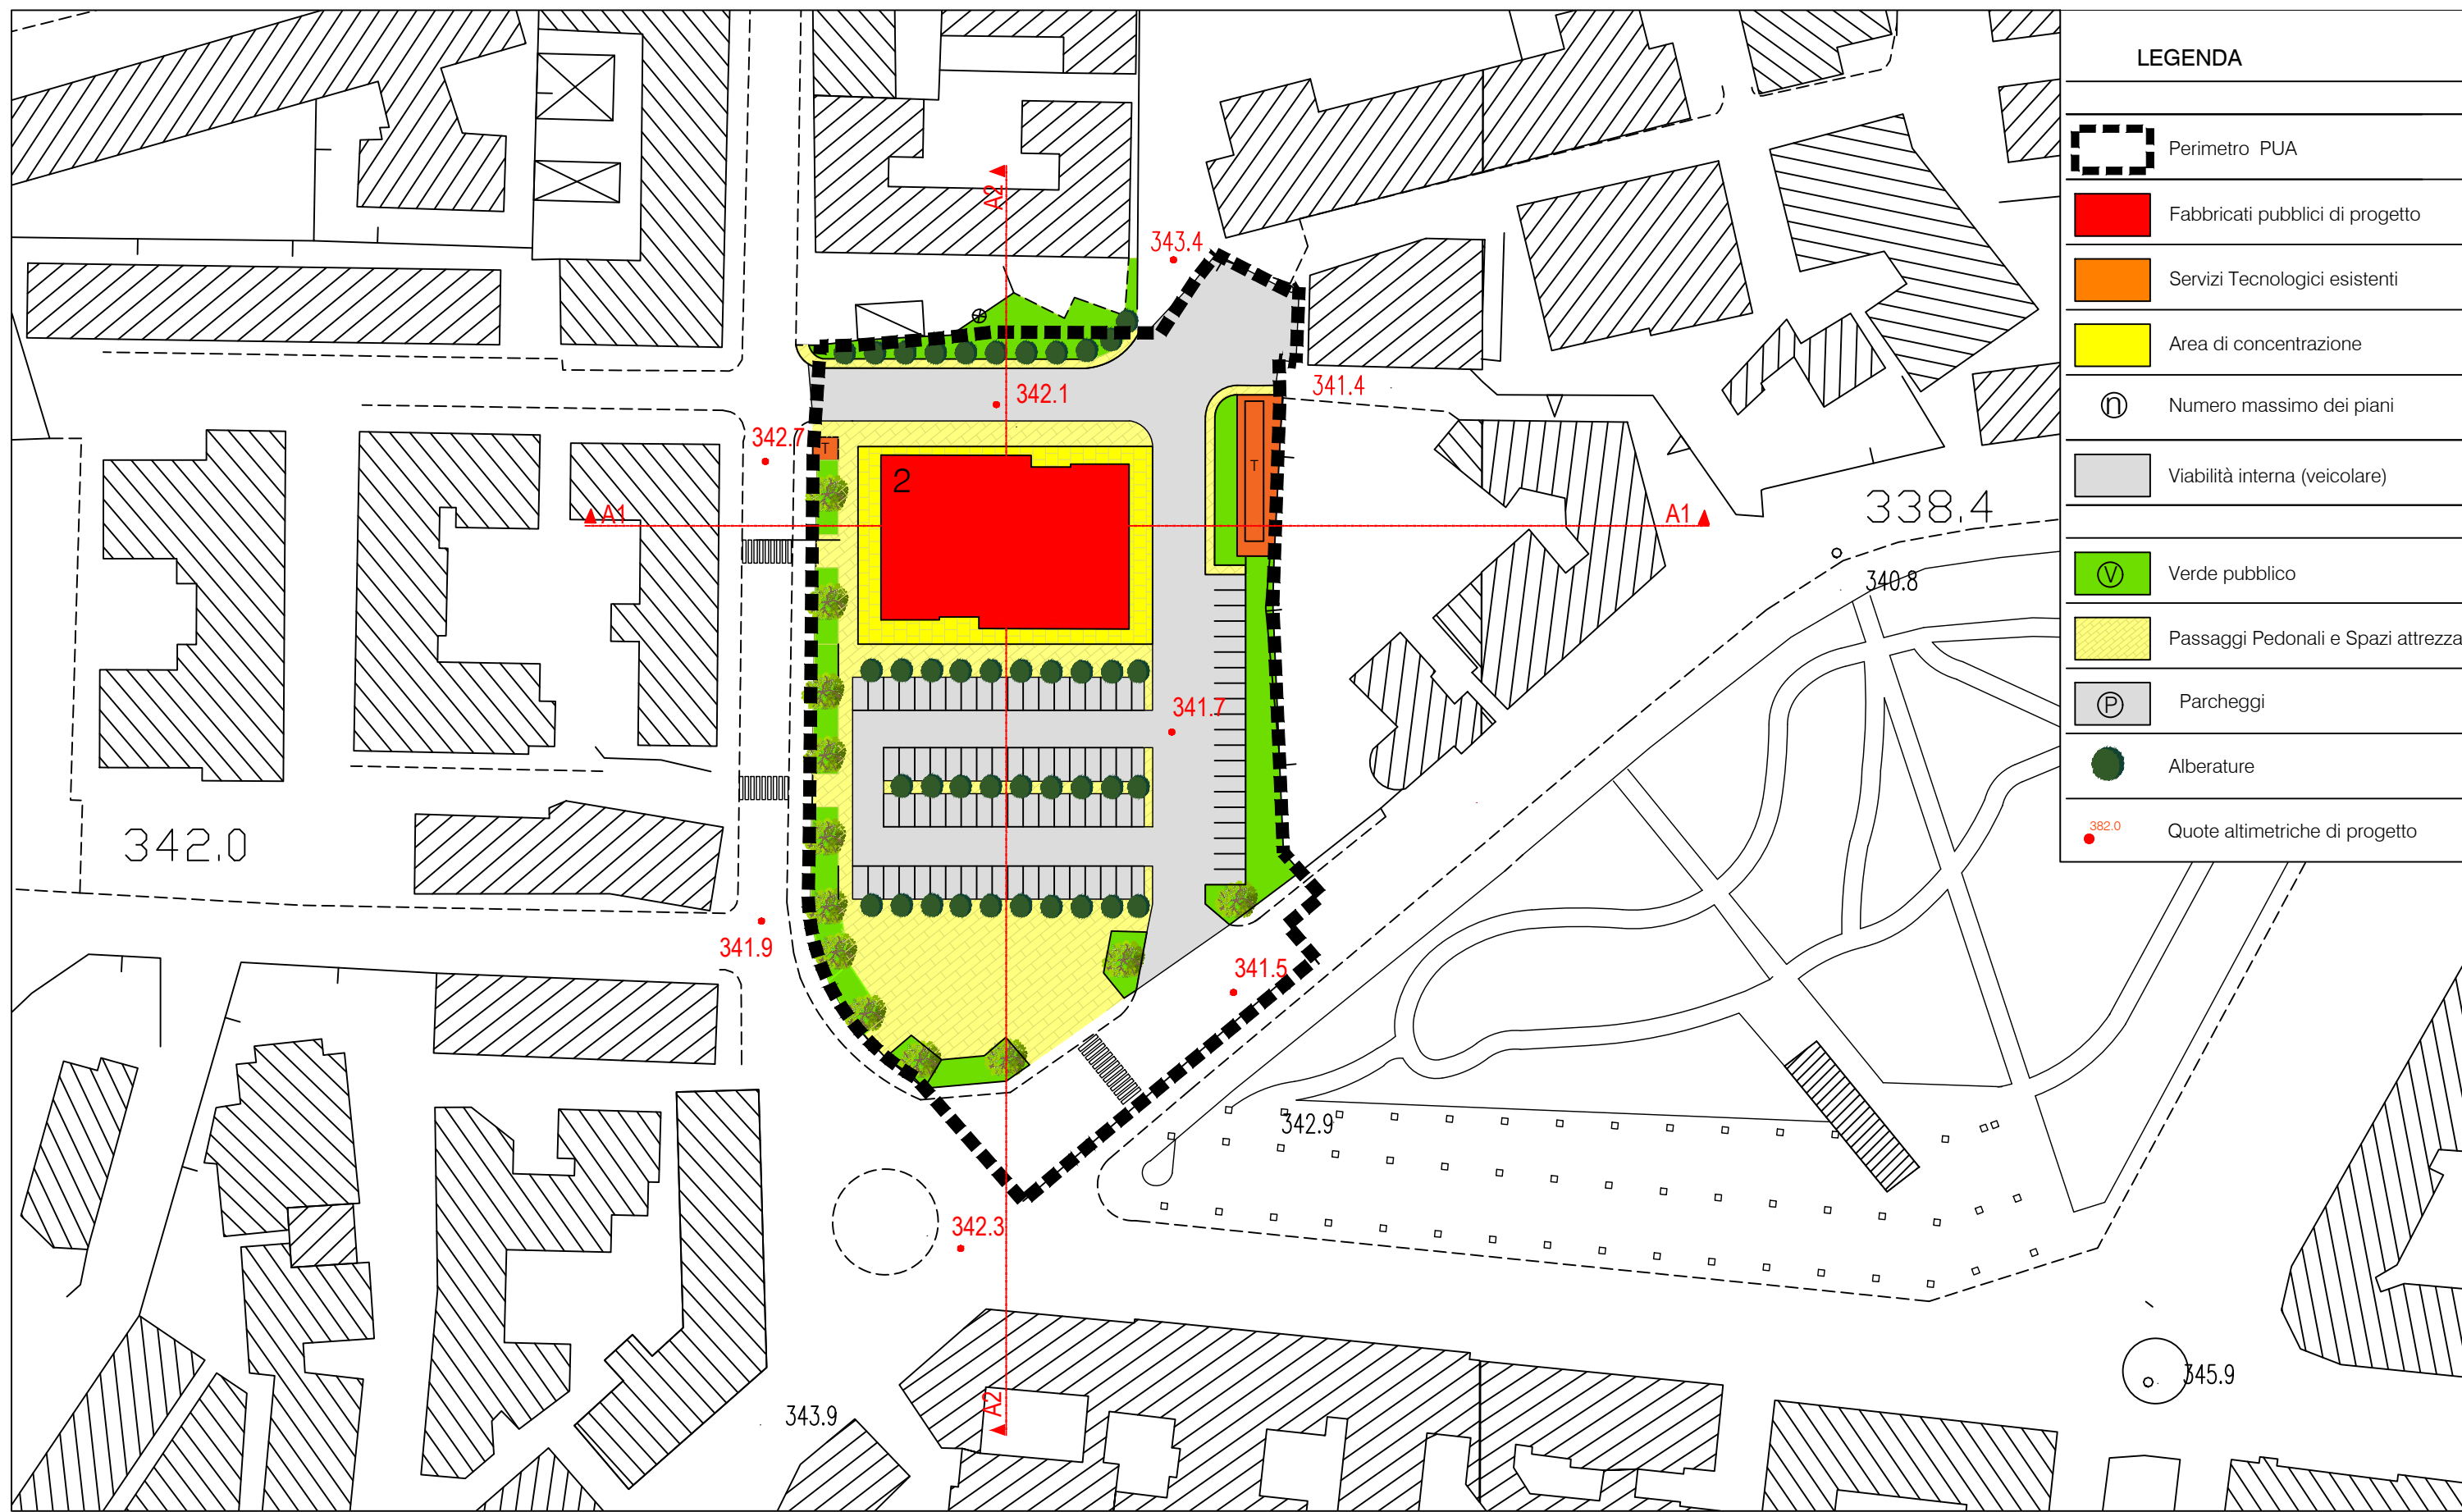 LEGENDA
Perimetro PUA
Fabbricati pubblici di progetto
Servizi Tecnologici esistenti
Area di concentrazione
n Numero massimo dei piani
Viabilità interna (veicolare)
V Verde pubblico
Passaggi Pedonali e Spazi attrezza
P Parcheggi
Alberature
382.0 Quote altimetriche di progetto
A2
343.4
342.1
341.4
342.7
T
T
2
A1
A1
338.4
340.8
341.7
342.0
341.9
341.5
342.9
342.3
345.9
A2
343.9